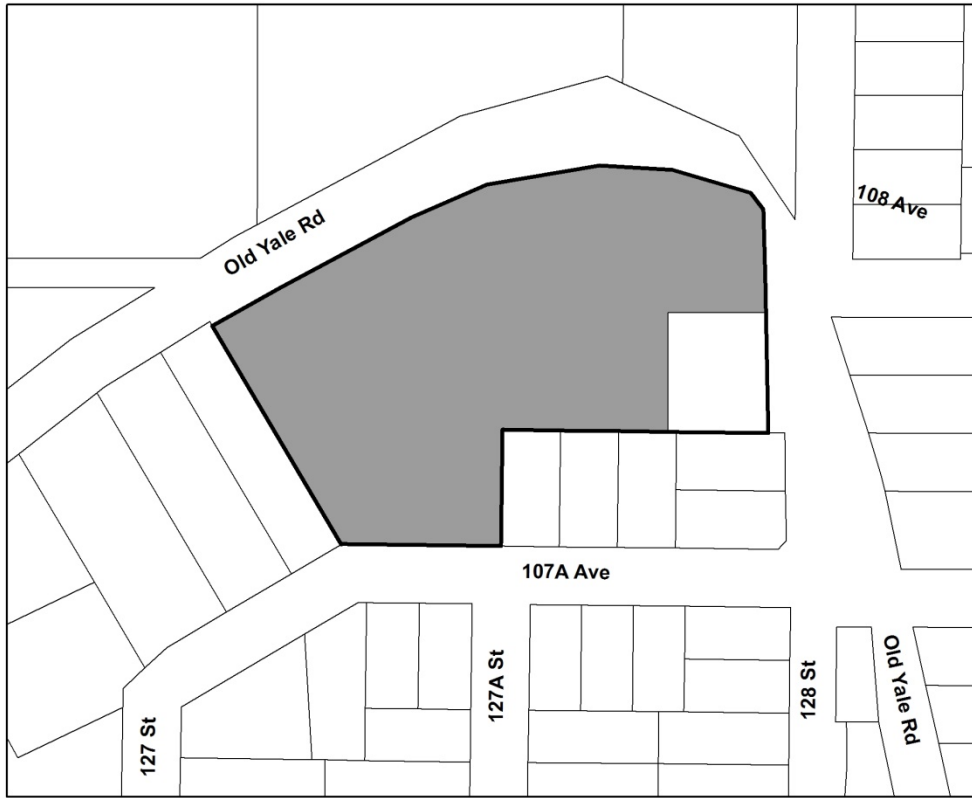 108 Ave
Old Yale Rd
107A Ave
127 St
127A St
128 St
Old Yale Rd